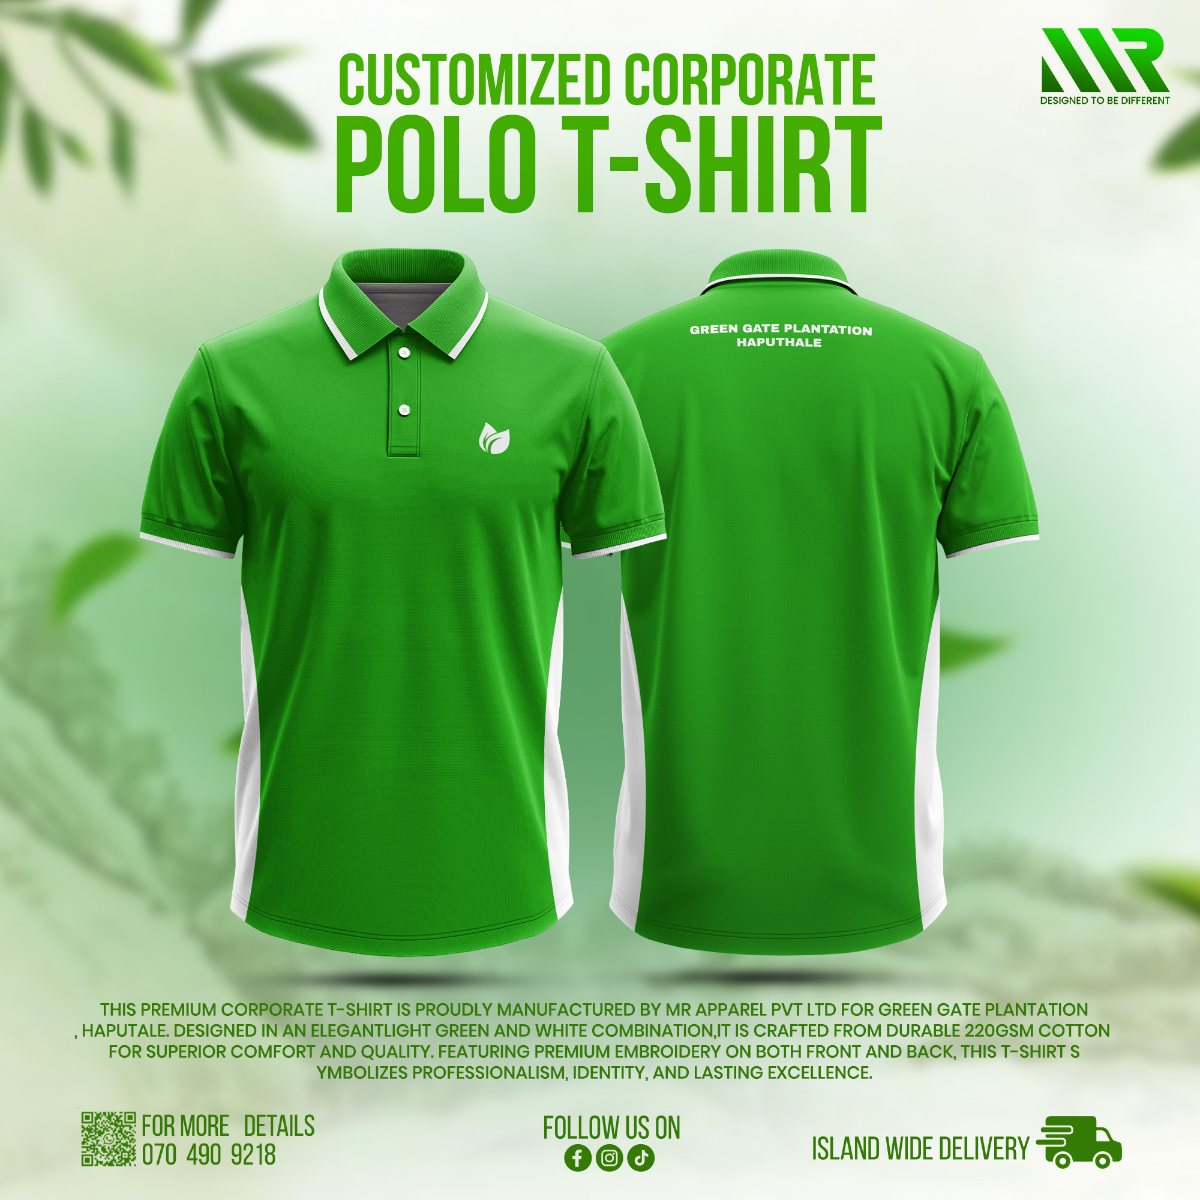 CUSTOMIZED CORPORATE
POLO T-SHIRT
MR
DESIGNED TO BE DIFFERENT
GREEN GATE PLANTATION
HAPUTHALE
THIS PREMIUM CORPORATE T-SHIRT IS PROUDLY MANUFACTURED BY MR APPAREL PVT LTD FOR GREEN GATE PLANTATION
, HAPUTALE. DESIGNED IN AN ELEGANTLIGHT GREEN AND WHITE COMBINATION,IT IS CRAFTED FROM DURABLE 220GSM COTTON
FOR SUPERIOR COMFORT AND QUALITY. FEATURING PREMIUM EMBROIDERY ON BOTH FRONT AND BACK, THIS T-SHIRT S
YMBOLIZES PROFESSIONALISM, IDENTITY, AND LASTING EXCELLENCE.
FOR MORE DETAILS
070 490 9218
FOLLOW US ON
ISLAND WIDE DELIVERY